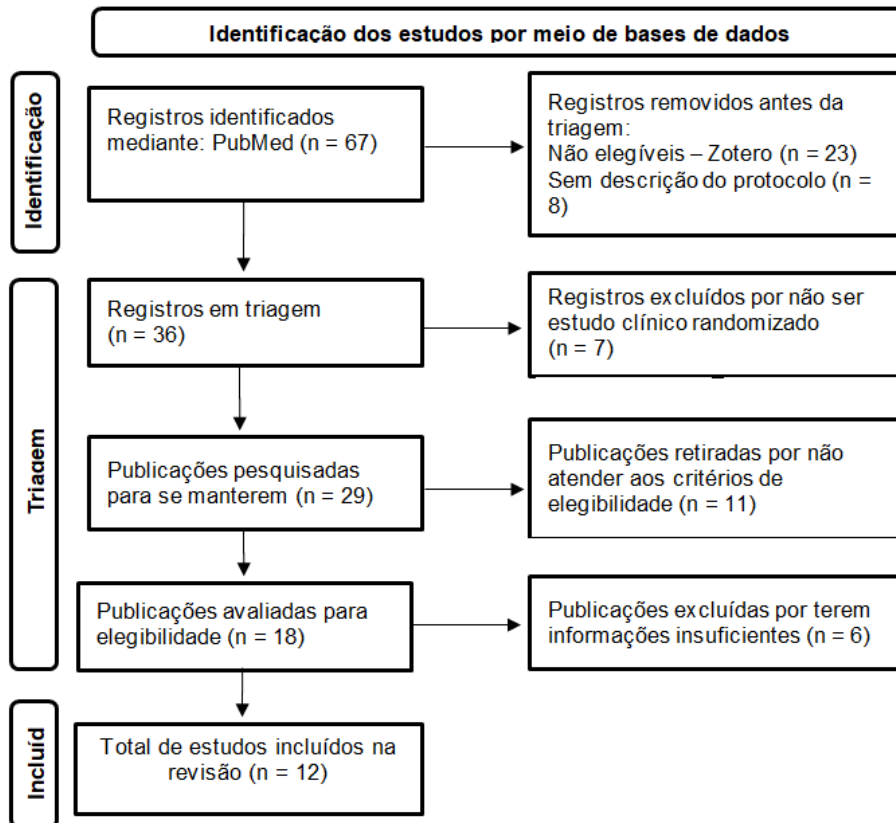 Identificação dos estudos por meio de bases de dados
Identificação
Registros identificados
mediante: PubMed (n = 67)
Registros removidos antes da
triagem:
Não elegíveis – Zotero (n = 23)
Sem descrição do protocolo (n =
8)
Triagem
Registros em triagem
(n = 36)
Registros excluídos por não ser
estudo clínico randomizado
(n = 7)
Publicações pesquisadas
para se manterem (n = 29)
Publicações retiradas por não
atender aos critérios de
elegibilidade (n = 11)
Publicações avaliadas para
elegibilidade (n = 18)
Publicações excluídas por terem
informações insuficientes (n = 6)
Incluíd
Total de estudos incluídos na
revisão (n = 12)